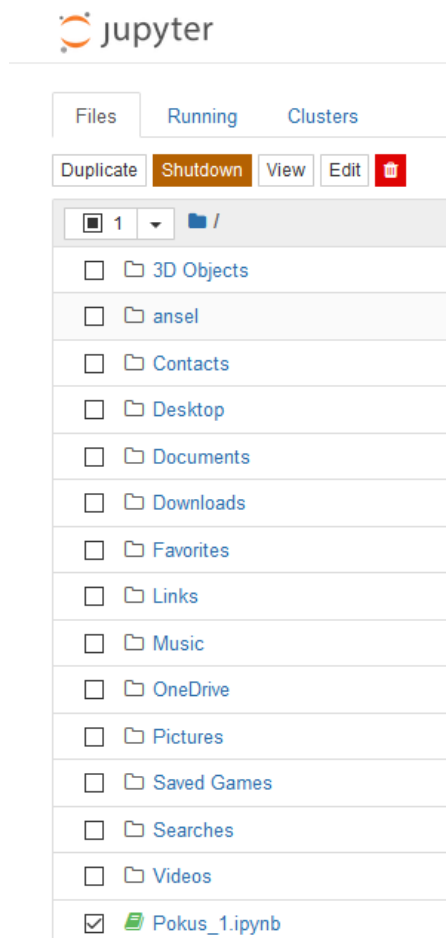 jupyter
Files Running Clusters
Duplicate Shutdown View Edit
1 /
3D Objects
ansel
Contacts
Desktop
Documents
Downloads
Favorites
Links
Music
OneDrive
Pictures
Saved Games
Searches
Videos
Pokus_1.ipynb